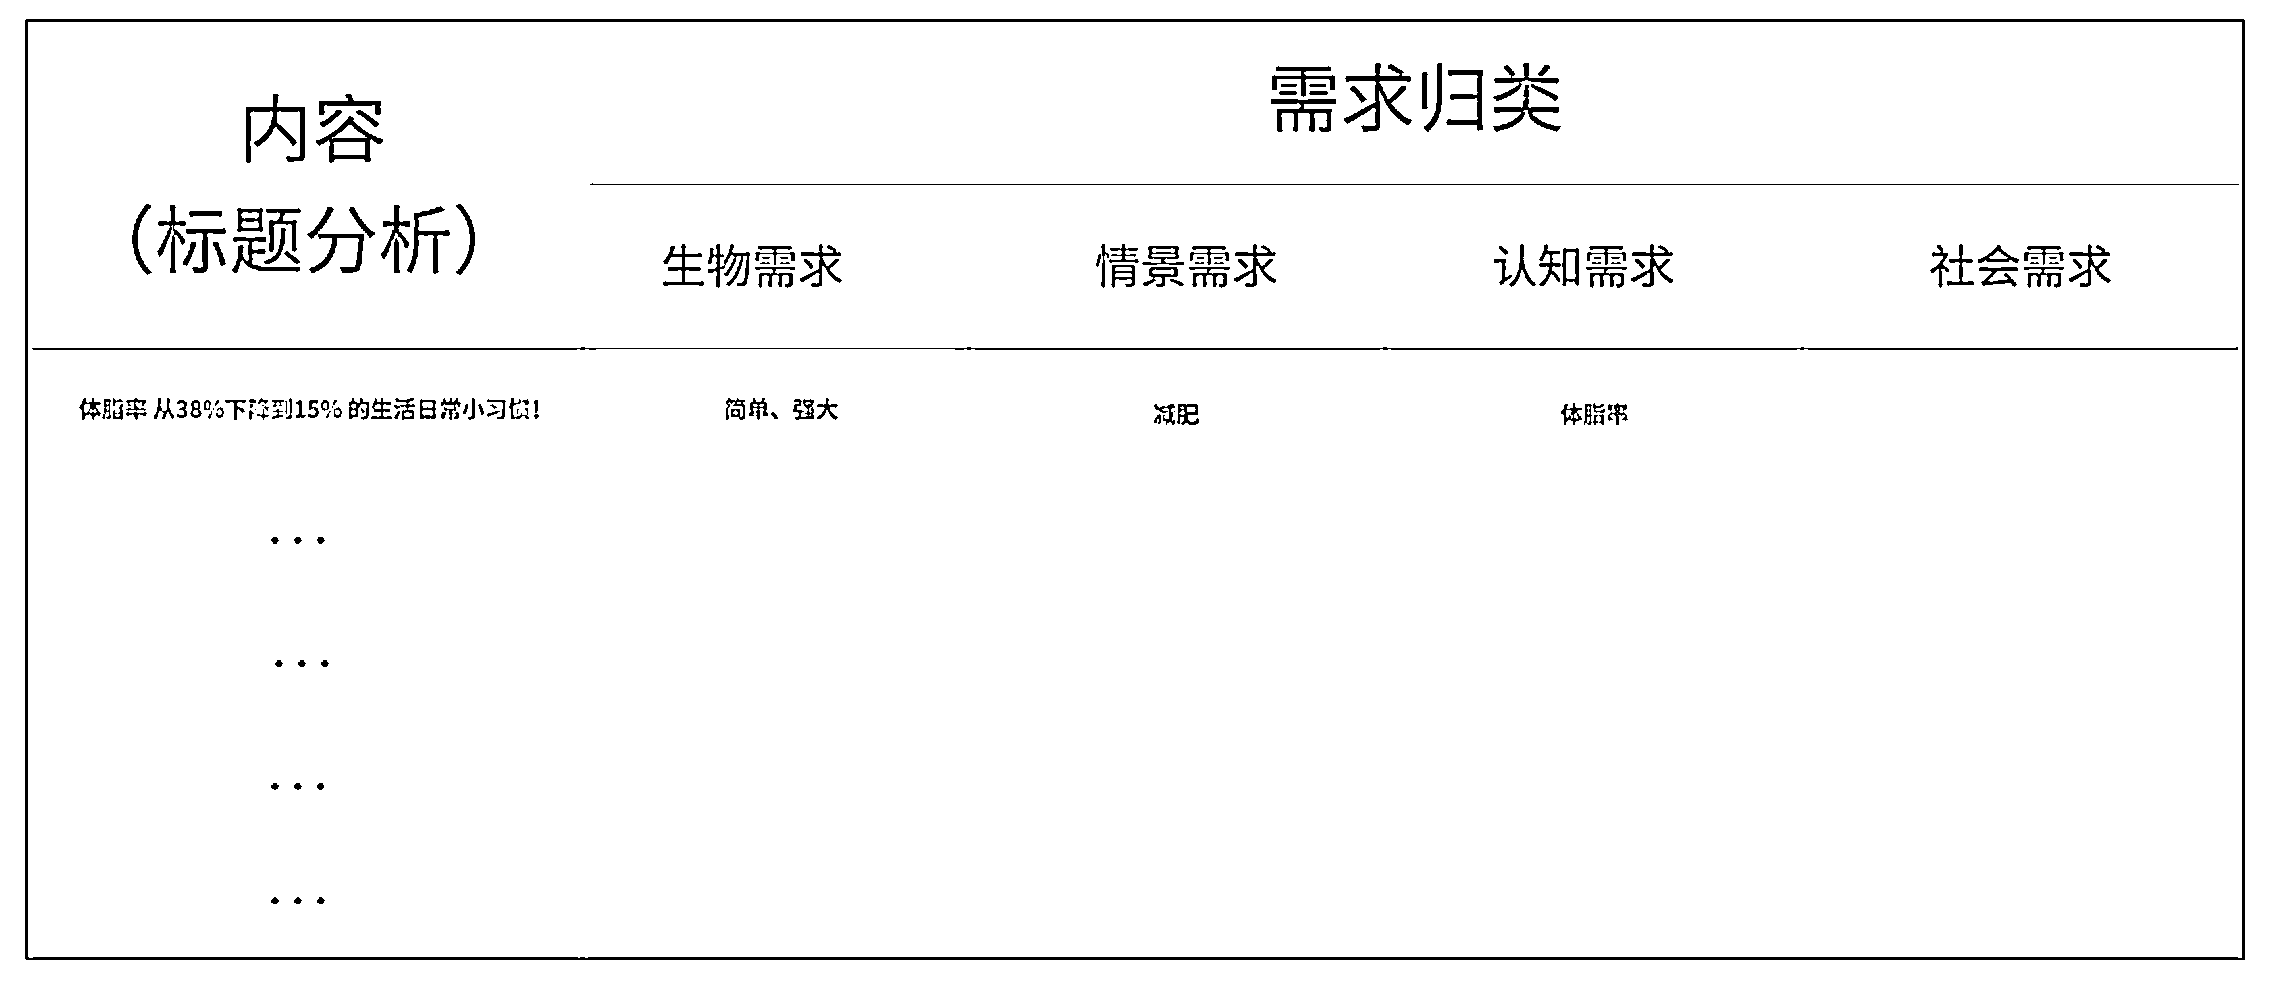 内容
（标题分析）
需求归类
生物需求 情景需求 认知需求 社会需求
体脂率 从38%下降到15% 的生活日常小习惯！ 简单、强大 减肥 体脂率
...
...
...
...